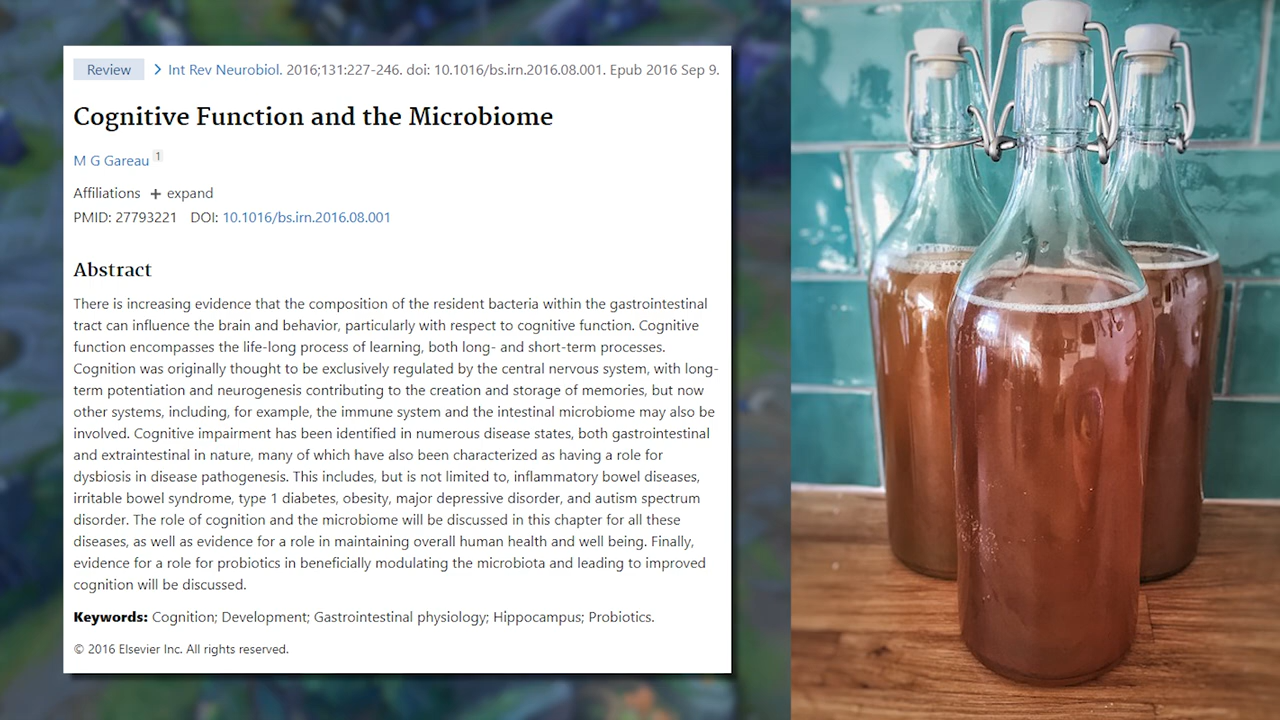 Review > Int Rev Neurobiol. 2016;131:227-246. doi: 10.1016/bs.irn.2016.08.001. Epub 2016 Sep 9.
Cognitive Function and the Microbiome
M G Gareau 1
Affiliations + expand
PMID: 27793221 DOI: 10.1016/bs.irn.2016.08.001
Abstract
There is increasing evidence that the composition of the resident bacteria within the gastrointestinal
tract can influence the brain and behavior, particularly with respect to cognitive function. Cognitive
function encompasses the life-long process of learning, both long- and short-term processes.
Cognition was originally thought to be exclusively regulated by the central nervous system, with long-
term potentiation and neurogenesis contributing to the creation and storage of memories, but now
other systems, including, for example, the immune system and the intestinal microbiome may also be
involved. Cognitive impairment has been identified in numerous disease states, both gastrointestinal
and extraintestinal in nature, many of which have also been characterized as having a role for
dysbiosis in disease pathogenesis. This includes, but is not limited to, inflammatory bowel diseases,
irritable bowel syndrome, type 1 diabetes, obesity, major depressive disorder, and autism spectrum
disorder. The role of cognition and the microbiome will be discussed in this chapter for all these
diseases, as well as evidence for a role in maintaining overall human health and well being. Finally,
evidence for a role for probiotics in beneficially modulating the microbiota and leading to improved
cognition will be discussed.
Keywords: Cognition; Development; Gastrointestinal physiology; Hippocampus; Probiotics.
© 2016 Elsevier Inc. All rights reserved.